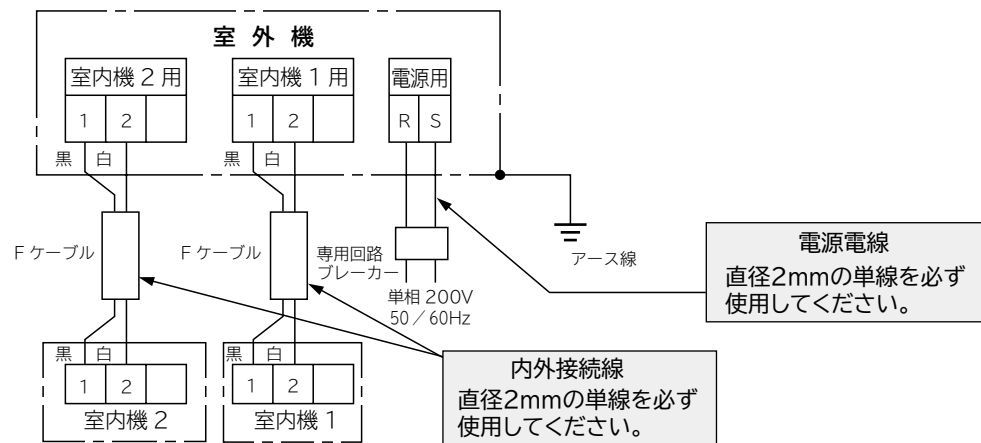 室 外 機
室内機 2 用
室内機 1 用
電源用
1 2
1 2
R S
黒 白
黒 白
F ケーブル
F ケーブル
専用回路
ブレーカー
単相 200V
50／60Hz
アース線
電源電線
直径2mmの単線を必ず
使用してください。
黒 白
黒 白
1 2
1 2
室内機 2
室内機 1
内外接続線
直径2mmの単線を必ず
使用してください。